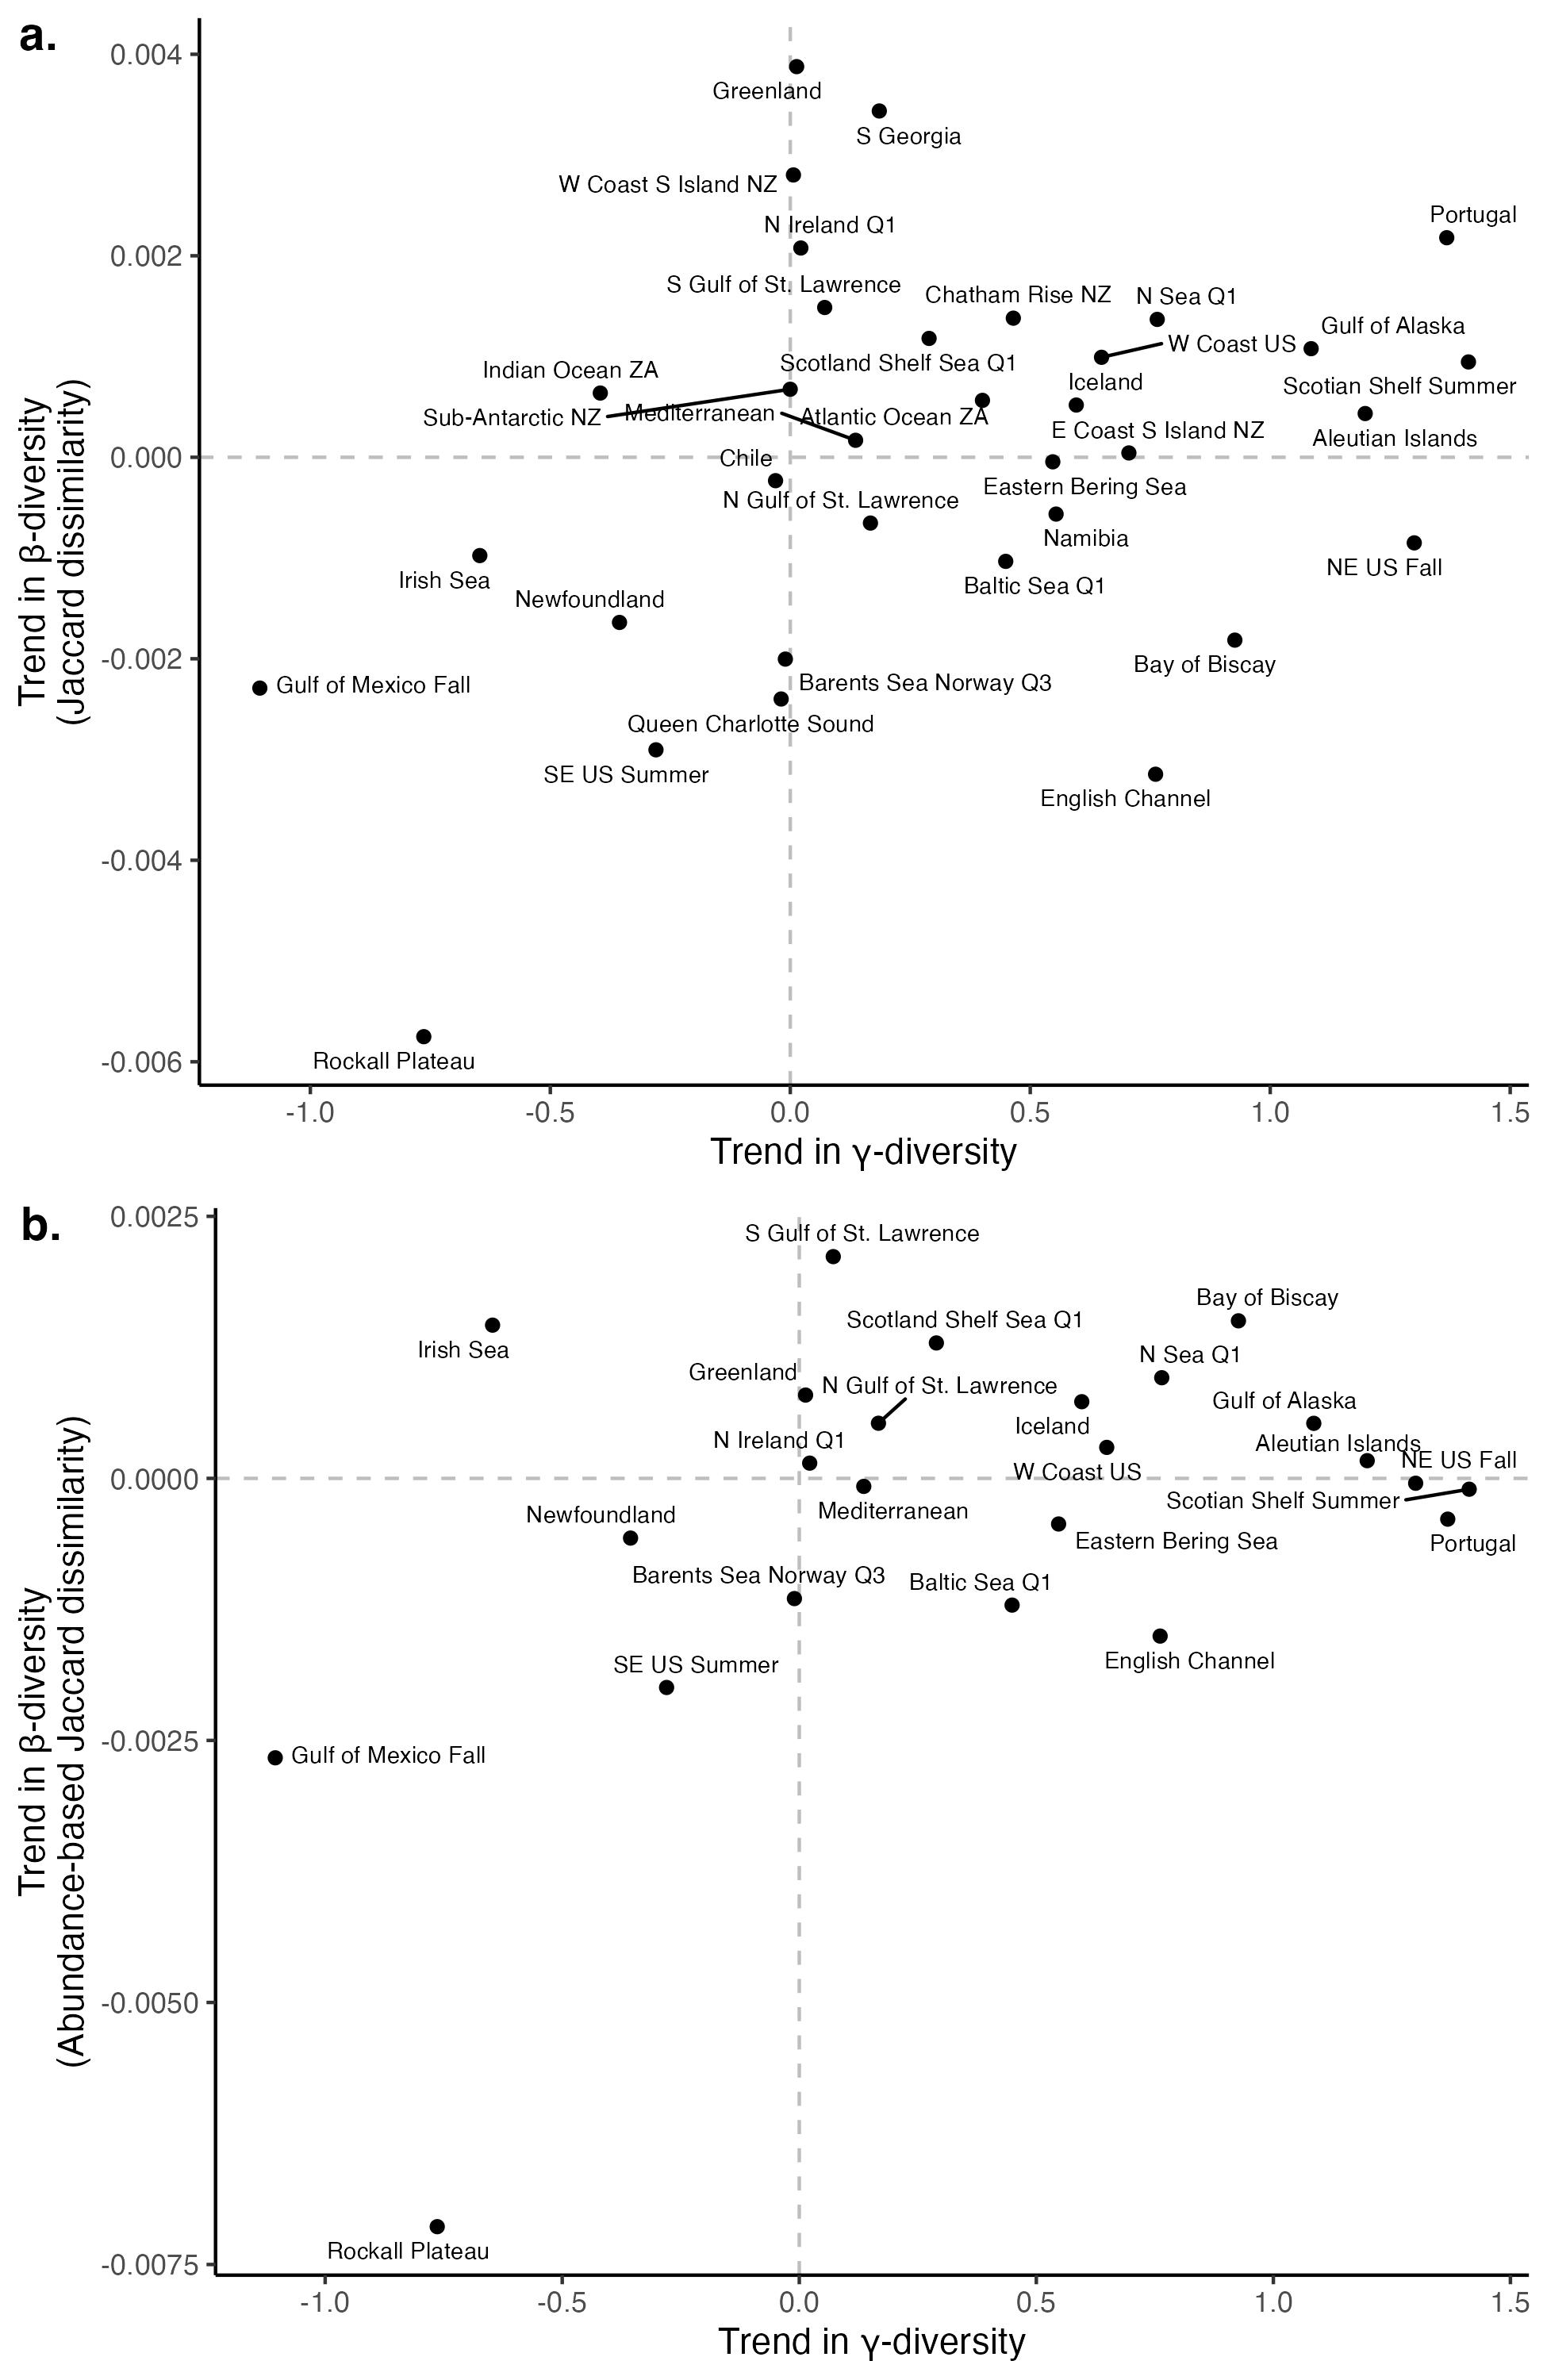 a.
0.004
Greenland
S Georgia
W Coast S Island NZ
N Ireland Q1
Portugal
0.002
S Gulf of St. Lawrence
Chatham Rise NZ
N Sea Q1
Gulf of Alaska
W Coast US
Scotland Shelf Sea Q1
Indian Ocean ZA
Iceland
Scotian Shelf Summer
Sub-Antarctic NZ
Mediterranean
Atlantic Ocean ZA
E Coast S Island NZ
Aleutian Islands
0.000
Chile
Eastern Bering Sea
N Gulf of St. Lawrence
Namibia
NE US Fall
Irish Sea
Baltic Sea Q1
Newfoundland
-0.002
Bay of Biscay
Gulf of Mexico Fall
Barents Sea Norway Q3
Queen Charlotte Sound
SE US Summer
English Channel
-0.004
-0.006
Rockall Plateau
Trend in β-diversity
(Jaccard dissimilarity)
-1.0 -0.5 0.0 0.5 1.0 1.5
Trend in γ-diversity
b.
0.0025
S Gulf of St. Lawrence
Bay of Biscay
Scotland Shelf Sea Q1
Irish Sea
N Sea Q1
Greenland
N Gulf of St. Lawrence
Gulf of Alaska
Iceland
N Ireland Q1
Aleutian Islands
NE US Fall
W Coast US
0.0000
Scotian Shelf Summer
Mediterranean
Newfoundland
Eastern Bering Sea
Portugal
Barents Sea Norway Q3
Baltic Sea Q1
English Channel
SE US Summer
-0.0025
Gulf of Mexico Fall
-0.0050
Rockall Plateau
-0.0075
Trend in β-diversity
(Abundance-based Jaccard dissimilarity)
-1.0 -0.5 0.0 0.5 1.0 1.5
Trend in γ-diversity